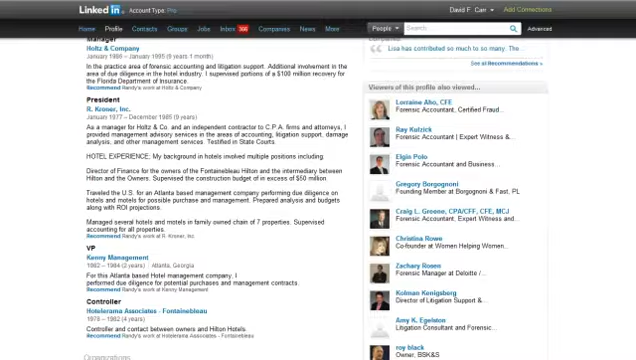 Linked in
Account Type: Pro
David F. Carr
Add Connections
Home Profile Contacts Groups Jobs Inbox Companies News More
People
Search
Advanced
Manager
Holtz & Company
January 1986 – January 1995 (9 years 1 month)
In the practice area of forensic accounting and litigation support. Additional involvement in the
area of due diligence in the hotel industry. I supervised portions of a $100 million recovery for
the Florida Department of Insurance.
Recommend Randy's work at Holtz & Company
President
R. Kroner, Inc.
January 1977 – December 1985 (9 years)
As a manager for Holtz & Co. and an independent contractor to C.P.A. firms and attorneys, I
provided management advisory services in the areas of accounting, litigation support, damage
analysis, and other management services. Testified in State Courts.
HOTEL EXPERIENCE; My background in hotels involved multiple positions including
Director of Finance for the owners of the Fontainebleau Hilton and the intermediary between
Hilton and the Owners. Supervised the construction budget of in excess of $50 million
Traveled the U.S. for an Atlanta based management company performing due diligence on
hotels and motels for possible purchase and management. Prepared analysis and budgets
along with ROI projections.
Managed several hotels and motels in family owned chain of 7 properties. Supervised
accounting for all properties.
Recommend Randy's work at R. Kroner, Inc.
VP
Kenny Management
1982 – 1984 (2 years) Atlanta, Georgia
For this Atlanta based Hotel management company, I
performed due diligence for potential purchases and management contracts.
Recommend Randy's work at Kenny Management
Controller
Hotelerama Associates - Fontainebleau
1978 – 1982 (4 years)
Controller and contact between owners and Hilton Hotels.
Recommend Randy's work at Hotelerama Associates - Fontainebleau
Organizations
Lisa has contributed so much to so many. The...
See all Recommendations »
Viewers of this profile also viewed...
Lorraine Abo, CFE
Forensic Accountant, Certified Fraud...
Ray Kalzick
Forensic Accountant | Expert Witness &...
Elgin Polo
Forensic Accountant and Business...
Gregory Borgognoni
Founding Member at Borgognoni & Fast, PL
Craig L. Greene, CPA/CFF, CFE, MCJ
Forensic Accountant, Expert Witness and...
Christina Rowe
Co-founder at Women Helping Women...
Zachary Rosen
Forensic Manager at Deloitte /...
Kolman Kenigsberg
Director of Litigation Support &...
Amy K. Egelston
Litigation Consultant and Forensic...
roy black
Owner, BSK&S